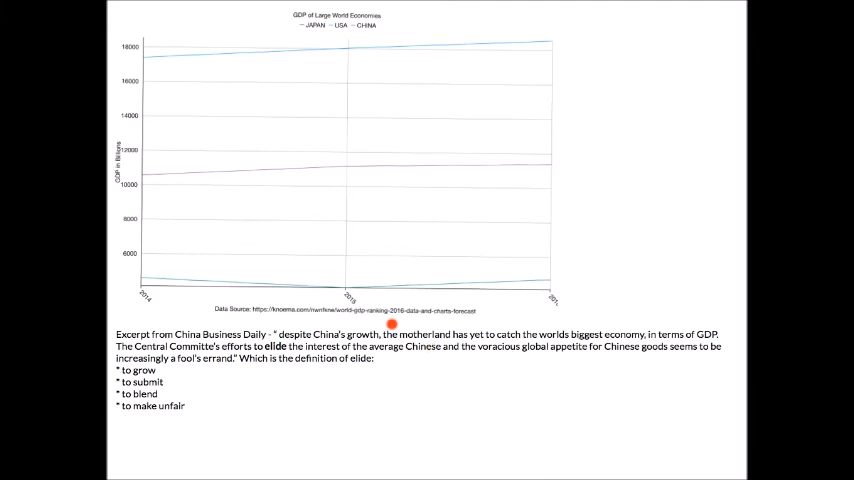 GDP of Large World Economies
JAPAN USA CHINA
18000
16000
14000
12000
10000
8000
6000
GDP in Billions
2014
2015
Data Source: https://knoema.com/nwnfkne/world-gdp-ranking-2016-data-and-charts-forecast
Excerpt from China Business Daily - “ despite China's growth, the motherland has yet to catch the worlds biggest economy, in terms of GDP.
The Central Committe's efforts to elide the interest of the average Chinese and the voracious global appetite for Chinese goods seems to be
increasingly a fool's errand.” Which is the definition of elide:
* to grow
* to submit
* to blend
* to make unfair